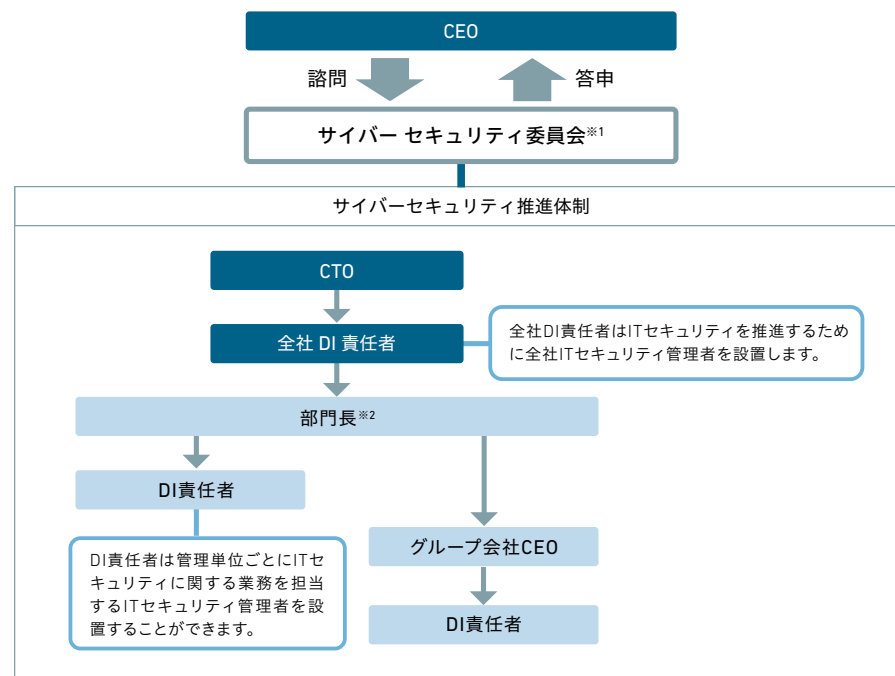 CEO
諮問
答申
サイバー セキュリティ委員会※1
サイバーセキュリティ推進体制
CTO
全社 DI 責任者
全社DI責任者はITセキュリティを推進するため
に全社ITセキュリティ管理者を設置します。
部門長※2
DI責任者
DI責任者は管理単位ごとにITセ
キュリティに関する業務を担当
するITセキュリティ管理者を設
置することができます。
グループ会社CEO
DI責任者